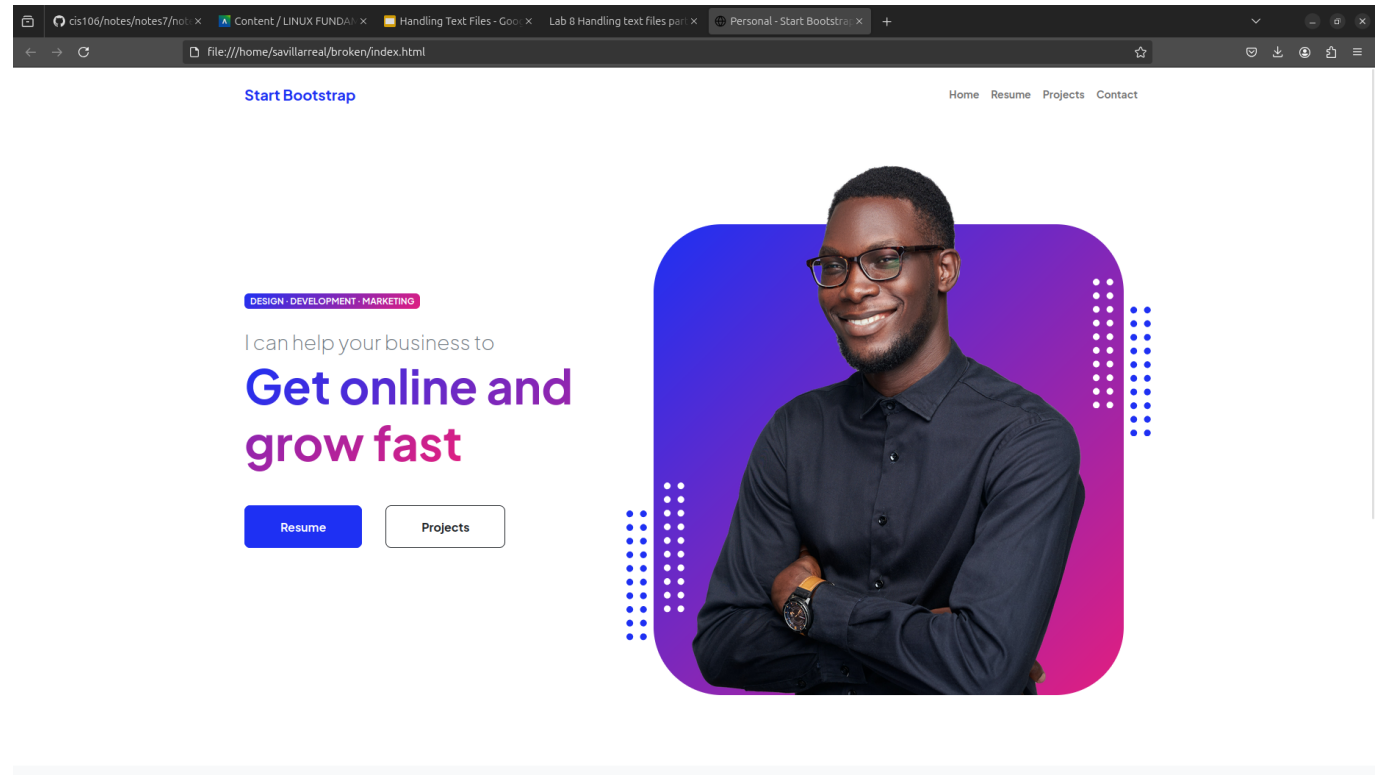 cis106/notes/notes7/not
Content / LINUX FUNDAM
Handling Text Files - Goog
Lab 8 Handling text files part
Personal - Start Bootstrap
file:///home/savillarreal/broken/index.html
Start Bootstrap
Home Resume Projects Contact
DESIGN · DEVELOPMENT · MARKETING
I can help your business to
Get online and
grow fast
Resume
Projects